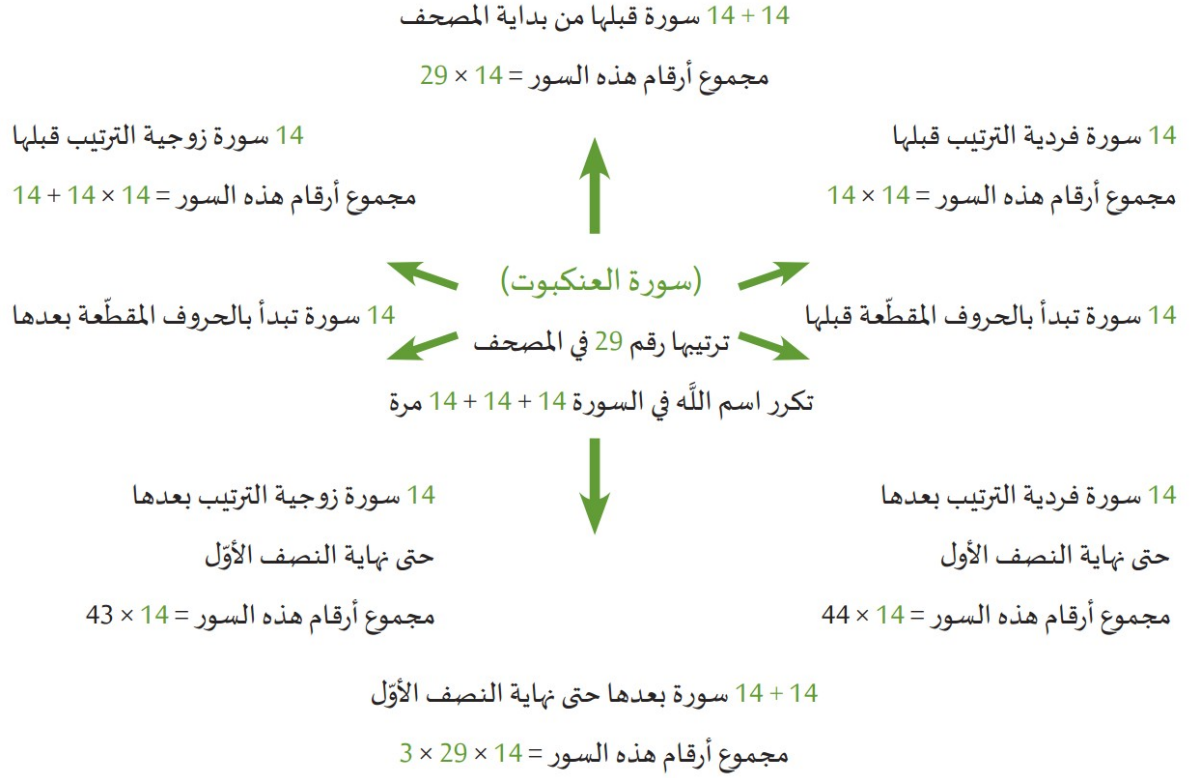 14 + 14 سورة قبلها من بداية المصحف
مجموع أرقام هذه السور = 14 × 29
14 سورة فردية الترتيب قبلها
مجموع أرقام هذه السور = 14 × 14
14 سورة زوجية الترتيب قبلها
مجموع أرقام هذه السور = 14 × 14 + 14
(سورة العنكبوت)
14 سورة تبدأ بالحروف المقطّعة قبلها
14 سورة تبدأ بالحروف المقطّعة بعدها
ترتيبها رقم 29 في المصحف
تكرر اسم اللَّه في السورة 14 + 14 + 14 مرة
14 سورة فردية الترتيب بعدها
حتى نهاية النصف الأول
مجموع أرقام هذه السور = 14 × 44
14 سورة زوجية الترتيب بعدها
حتى نهاية النصف الأوّل
مجموع أرقام هذه السور = 14 × 43
14 + 14 سورة بعدها حتى نهاية النصف الأوّل
مجموع أرقام هذه السور = 14 × 29 × 3